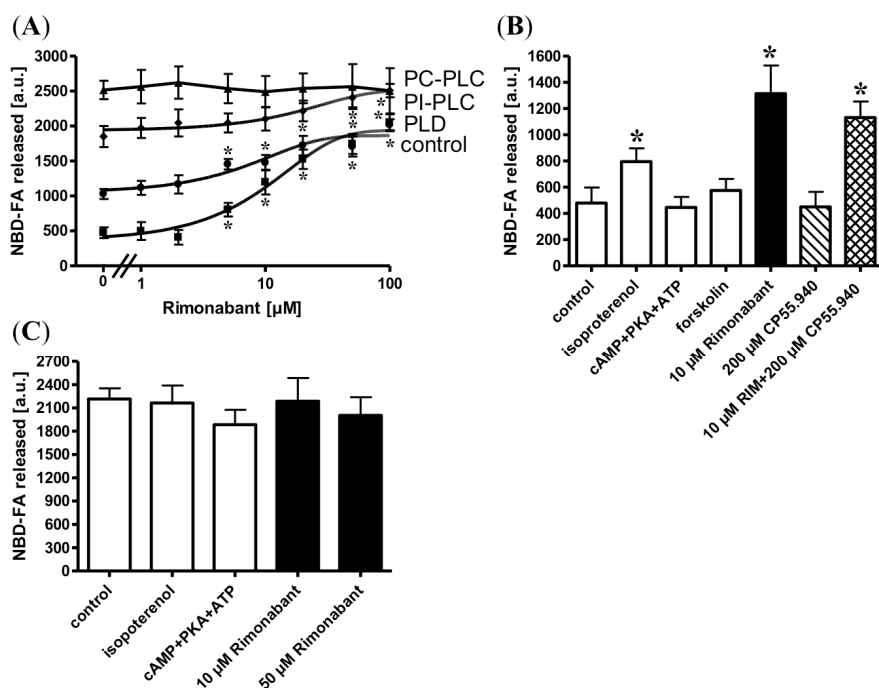 (A)
NBD-FA released [a.u.]
3000
2500
2000
1500
1000
500
0
0 1 10 100
Rimonabant [µM]
PC-PLC
PI-PLC
PLD
control
* * * * * *
* * * * * *
(B)
NBD-FA released [a.u.]
1600
1400
1200
1000
800
600
400
200
0
* * * *
control
isoproterenol
cAMP+PKA+ATP
forskolin
10 µM Rimonabant
200 µM CP55.940
10 µM RIM+200 µM CP55.940
(C)
NBD-FA released [a.u.]
2700
2400
2100
1800
1500
1200
900
600
300
0
control
isopoterenol
cAMP+PKA+ATP
10 µM Rimonabant
50 µM Rimonabant